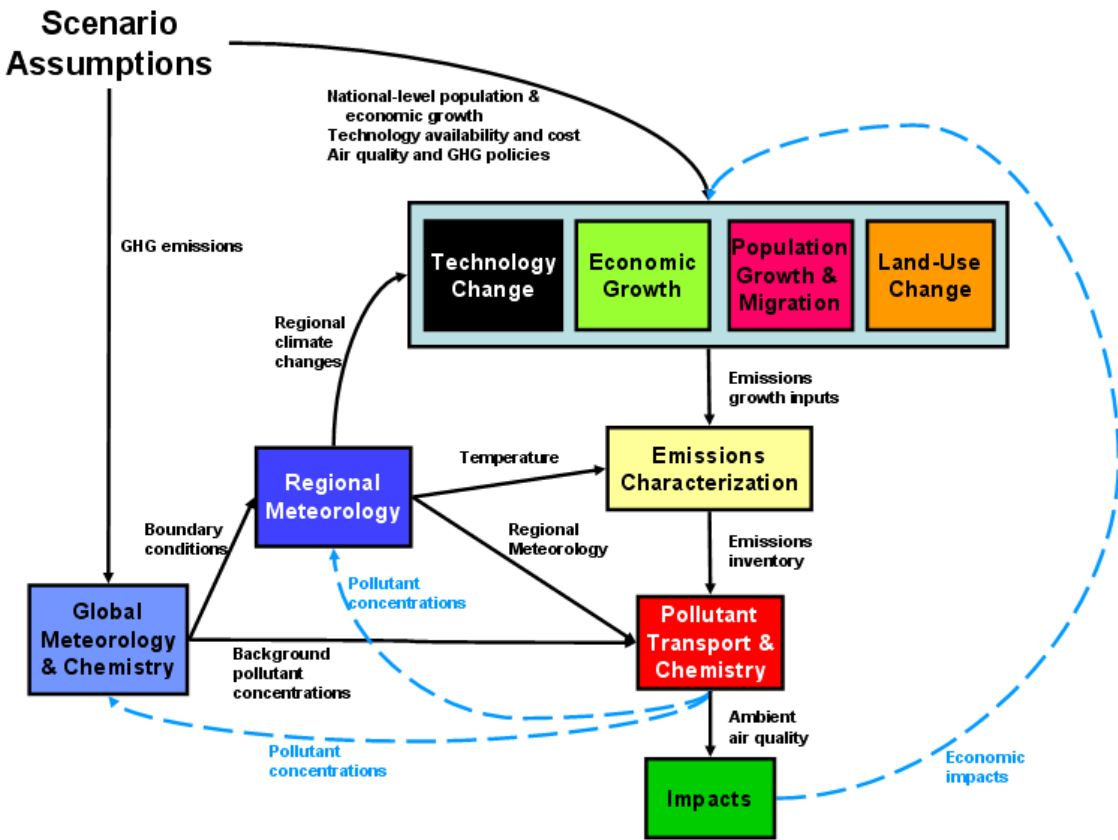 Scenario
Assumptions
National-level population &
economic growth
Technology availability and cost
Air quality and GHG policies
GHG emissions
Technology
Change
Economic
Growth
Population
Growth &
Migration
Land-Use
Change
Regional
climate
changes
Emissions
growth inputs
Temperature
Emissions
Characterization
Regional
Meteorology
Boundary
conditions
Regional
Meteorology
Emissions
inventory
Pollutant
concentrations
Global
Meteorology
& Chemistry
Pollutant
Transport &
Chemistry
Background
pollutant
concentrations
Ambient
air quality
Pollutant
concentrations
Economic
impacts
Impacts